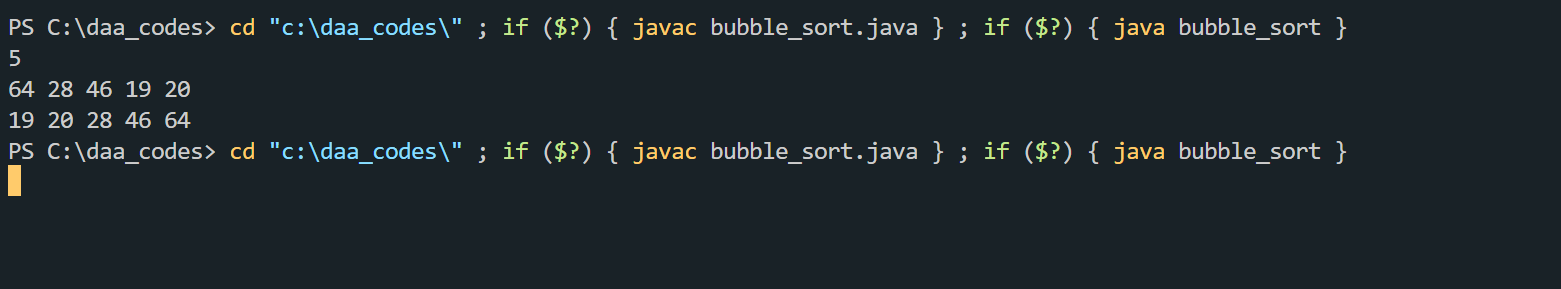 PS C:\daa_codes> cd "c:\daa_codes\" ; if ($?) { javac bubble_sort.java } ; if ($?) { java bubble_sort }
5
64 28 46 19 20
19 20 28 46 64
PS C:\daa_codes> cd "c:\daa_codes\" ; if ($?) { javac bubble_sort.java } ; if ($?) { java bubble_sort }